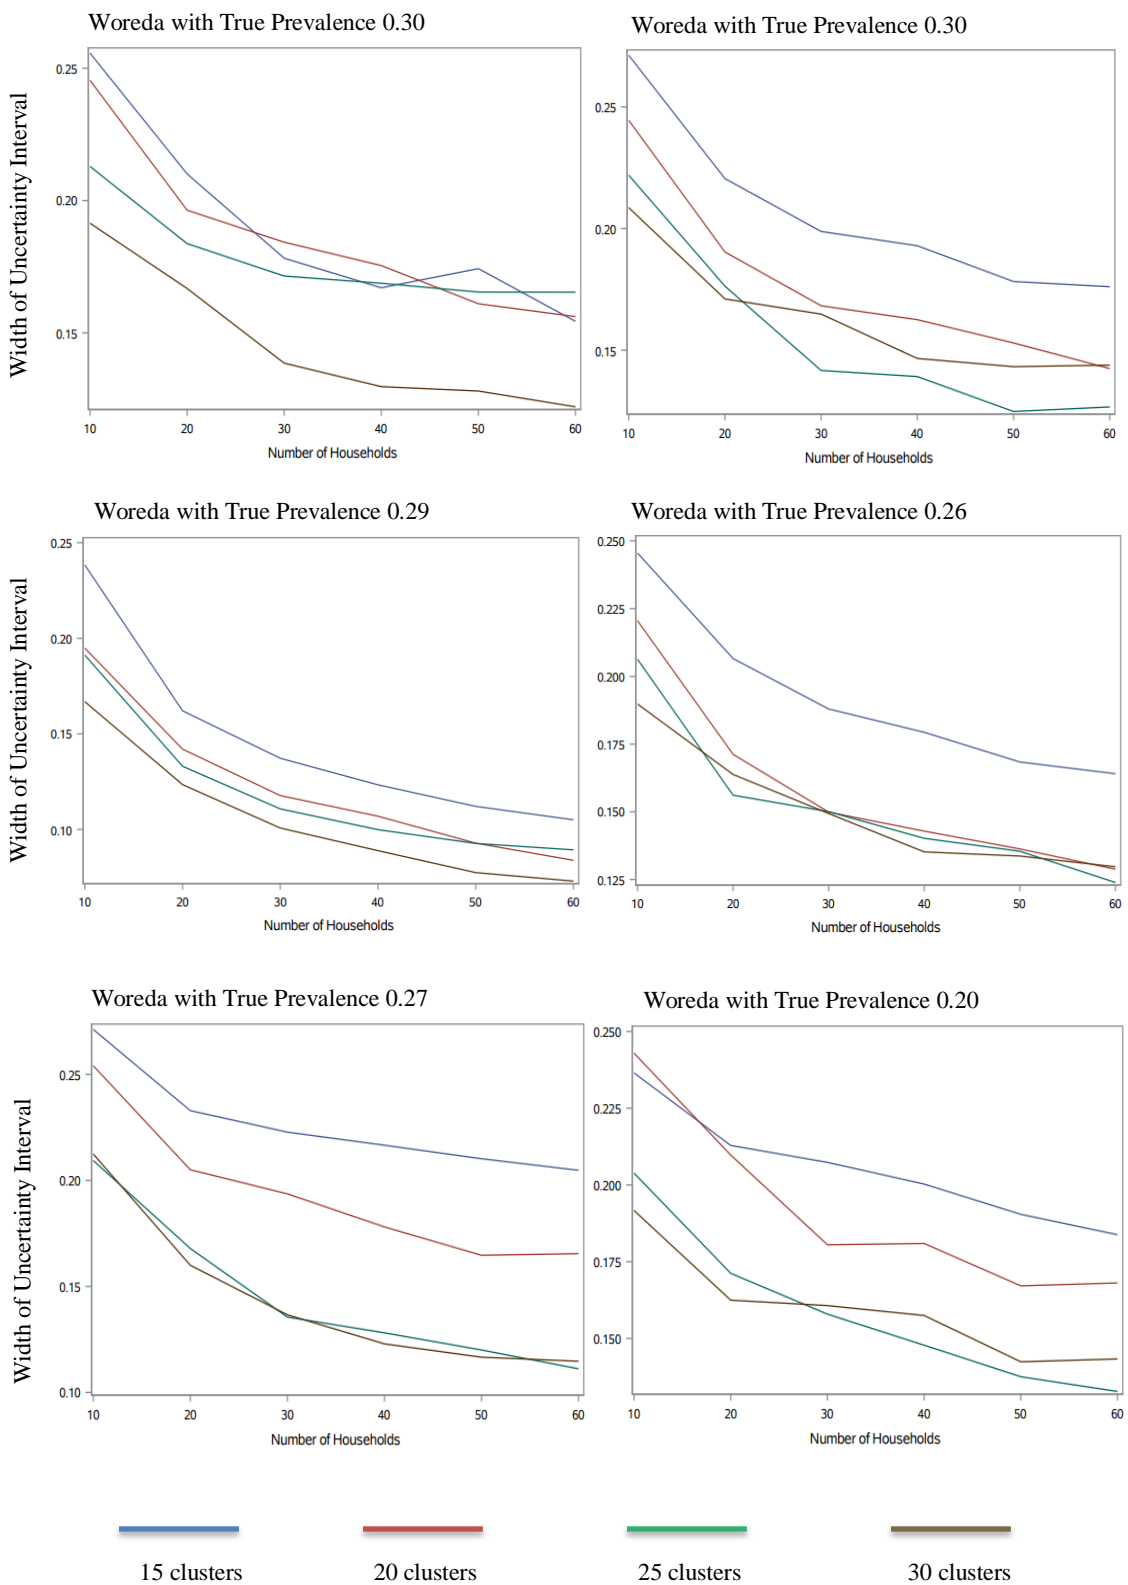 Woreda with True Prevalence 0.30
Width of Uncertainty Interval
0.25
0.20
0.15
10 20 30 40 50 60
Number of Households
Woreda with True Prevalence 0.30
0.25
0.20
0.15
10 20 30 40 50 60
Number of Households
Woreda with True Prevalence 0.29
Width of Uncertainty Interval
0.25
0.20
0.15
0.10
10 20 30 40 50 60
Number of Households
Woreda with True Prevalence 0.26
0.250
0.225
0.200
0.175
0.150
0.125
10 20 30 40 50 60
Number of Households
Woreda with True Prevalence 0.27
Width of Uncertainty Interval
0.25
0.20
0.15
0.10
10 20 30 40 50 60
Number of Households
Woreda with True Prevalence 0.20
0.250
0.225
0.200
0.175
0.150
10 20 30 40 50 60
Number of Households
15 clusters 20 clusters 25 clusters 30 clusters